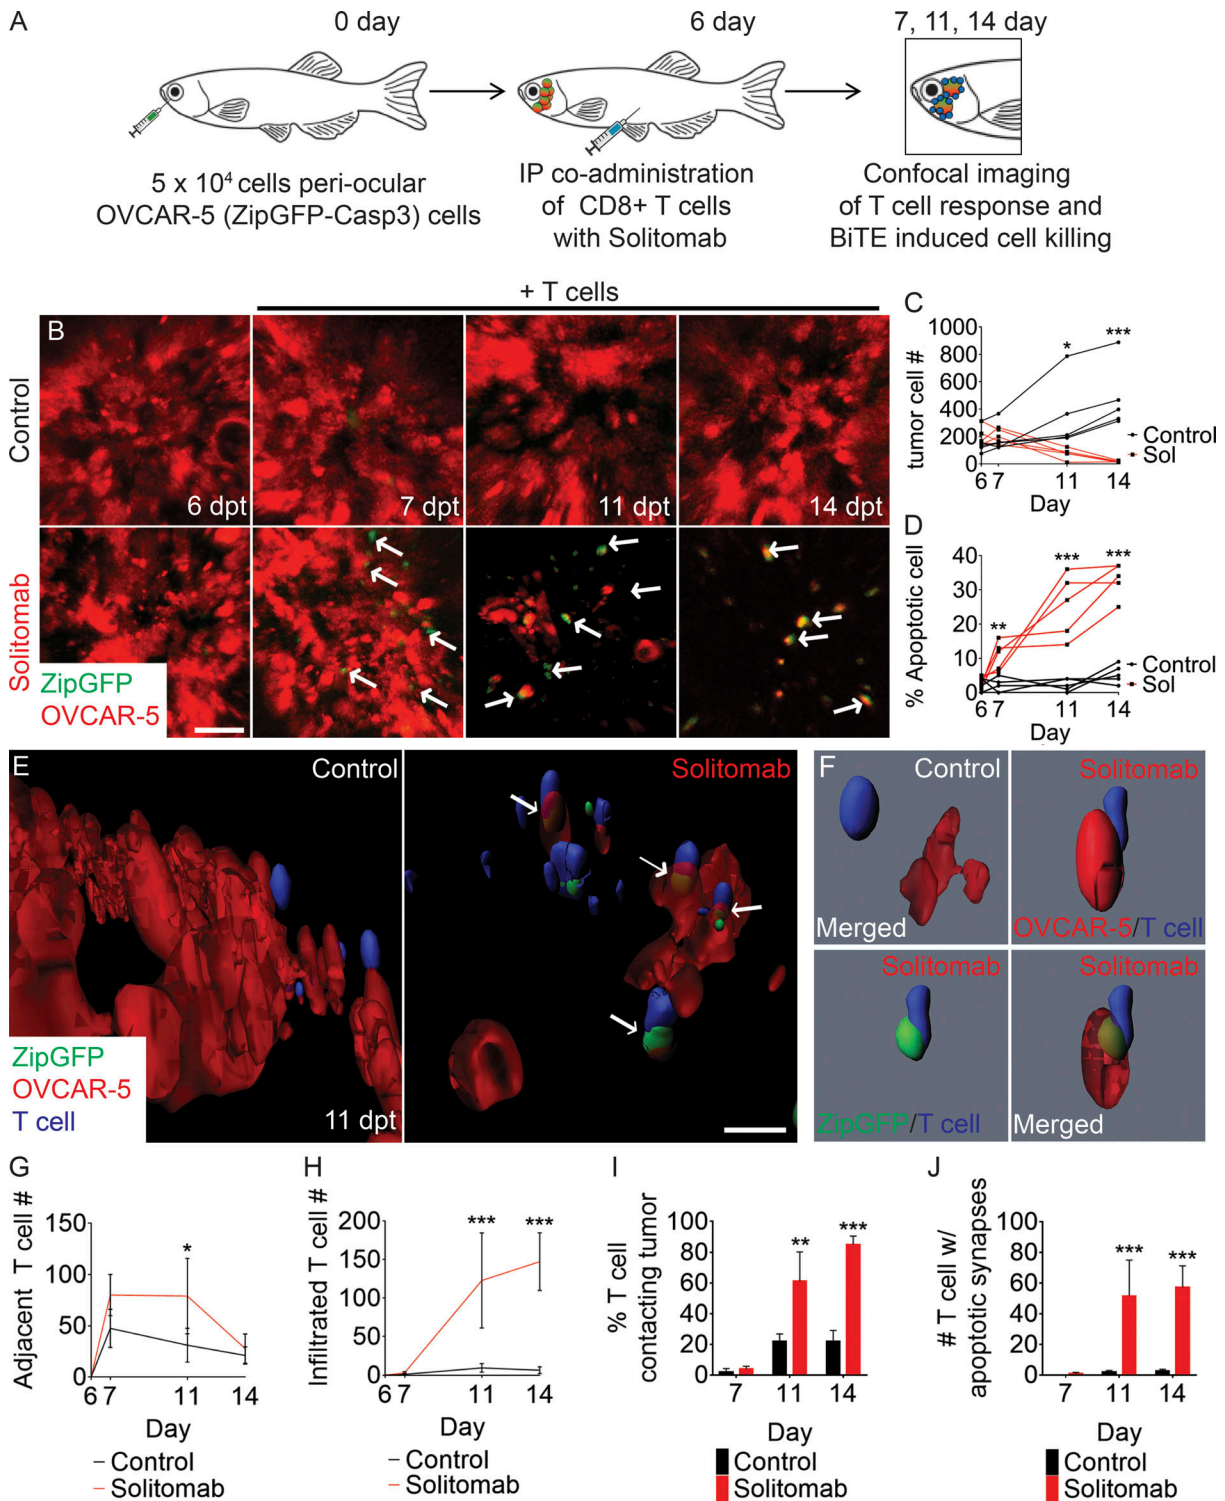 A
0 day
6 day
7, 11, 14 day
5 x 10⁴ cells peri-ocular
OVCAR-5 (ZipGFP-Casp3) cells
IP co-administration
of CD8+ T cells
with Solitomab
Confocal imaging
of T cell response and
BiTE induced cell killing
+ T cells
B
Control
6 dpt
7 dpt
11 dpt
14 dpt
Solitomab
ZipGFP
OVCAR-5
C
tumor cell #
1000
800
600
400
200
0
* ***
6 7 11 14
Day
Control
Sol
D
% Apoptotic cell
40
30
20
10
0
** *** ***
6 7 11 14
Day
Control
Sol
E
Control
Solitomab
ZipGFP
OVCAR-5
T cell
11 dpt
F
Control
Merged
Solitomab
OVCAR-5/T cell
Solitomab
ZipGFP/T cell
Solitomab
Merged
G
Adjacent T cell #
150
100
50
0
*
6 7 11 14
Day
Control
Solitomab
H
Infiltrated T cell #
200
150
100
50
0
*** ***
6 7 11 14
Day
Control
Solitomab
I
% T cell
contacting tumor
100
80
60
40
20
0
** ***
7 11 14
Day
Control
Solitomab
J
# T cell w/
apoptotic synapses
100
80
60
40
20
0
*** ***
7 11 14
Day
Control
Solitomab